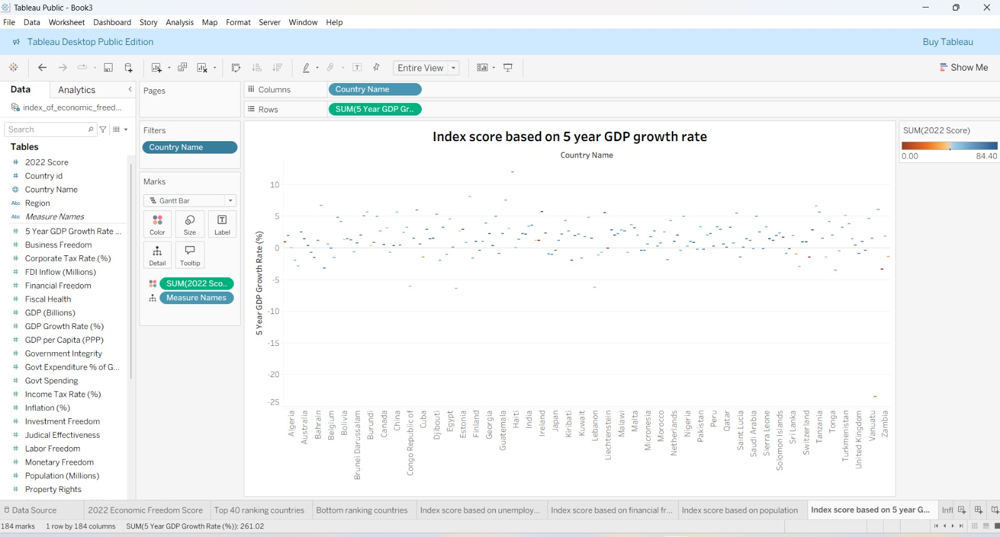 Tableau Public - Book3
File Data Worksheet Dashboard Story Analysis Map Format Server Window Help
Tableau Desktop Public Edition
Buy Tableau
Entire View
Show Me
Data
Analytics
index_of_economic_freed...
Search
Tables
# 2022 Score
# Country id
Country Name
Abc Region
Abc Measure Names
# 5 Year GDP Growth Rate ...
# Business Freedom
# Corporate Tax Rate (%)
# FDI Inflow (Millions)
# Financial Freedom
# Fiscal Health
# GDP (Billions)
# GDP Growth Rate (%)
# GDP per Capita (PPP)
# Government Integrity
# Govt Expenditure % of G...
# Govt Spending
# Income Tax Rate (%)
# Inflation (%)
# Investment Freedom
# Judical Effectiveness
# Labor Freedom
# Monetary Freedom
# Population (Millions)
# Property Rights
Pages
Filters
Country Name
Marks
Gantt Bar
Color
Size
Label
Detail
Tooltip
SUM(2022 Sco..
Measure Names
Columns
Country Name
Rows
SUM(5 Year GDP Gr..
Index score based on 5 year GDP growth rate
Country Name
5 Year GDP Growth Rate (%)
10
5
0
-5
-10
-15
-20
-25
Algeria
Australia
Bahrain
Belgium
Bolivia
Brunei Darussalam
Burundi
Canada
China
Congo Republic of
Cuba
Djibouti
Egypt
Estonia
Finland
Georgia
Guatemala
Haiti
India
Ireland
Japan
Kiribati
Kuwait
Lebanon
Liechtenstein
Malawi
Malta
Micronesia
Morocco
Netherlands
Nigeria
Pakistan
Peru
Qatar
Saint Lucia
Saudi Arabia
Sierra Leone
Solomon Islands
Sri Lanka
Switzerland
Tanzania
Tonga
Turkmenistan
United Kingdom
Vanuatu
Zambia
SUM(2022 Score)
0.00
84.40
Data Source
2022 Economic Freedom Score
Top 40 ranking countries
Bottom ranking countries
Index score based on unemploy...
Index score based on financial fr...
Index score based on population
Index score based on 5 year G...
Infl
184 marks
1 row by 184 columns
SUM(5 Year GDP Growth Rate (%)): 261.02